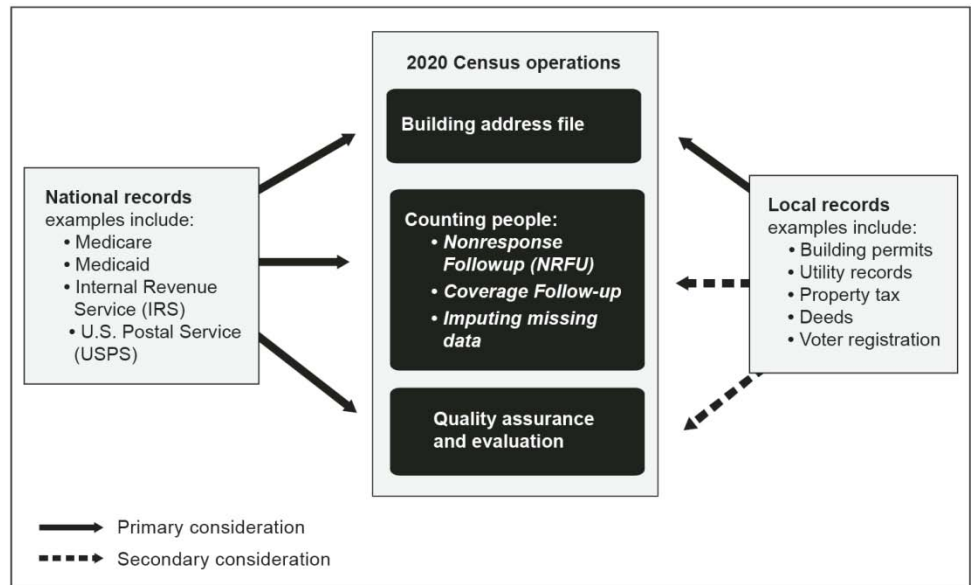 2020 Census operations
Building address file
Counting people:
• Nonresponse
Followup (NRFU)
• Coverage Follow-up
• Imputing missing
data
Quality assurance
and evaluation
National records
examples include:
• Medicare
• Medicaid
• Internal Revenue
Service (IRS)
• U.S. Postal Service
(USPS)
Local records
examples include:
• Building permits
• Utility records
• Property tax
• Deeds
• Voter registration
Primary consideration
Secondary consideration